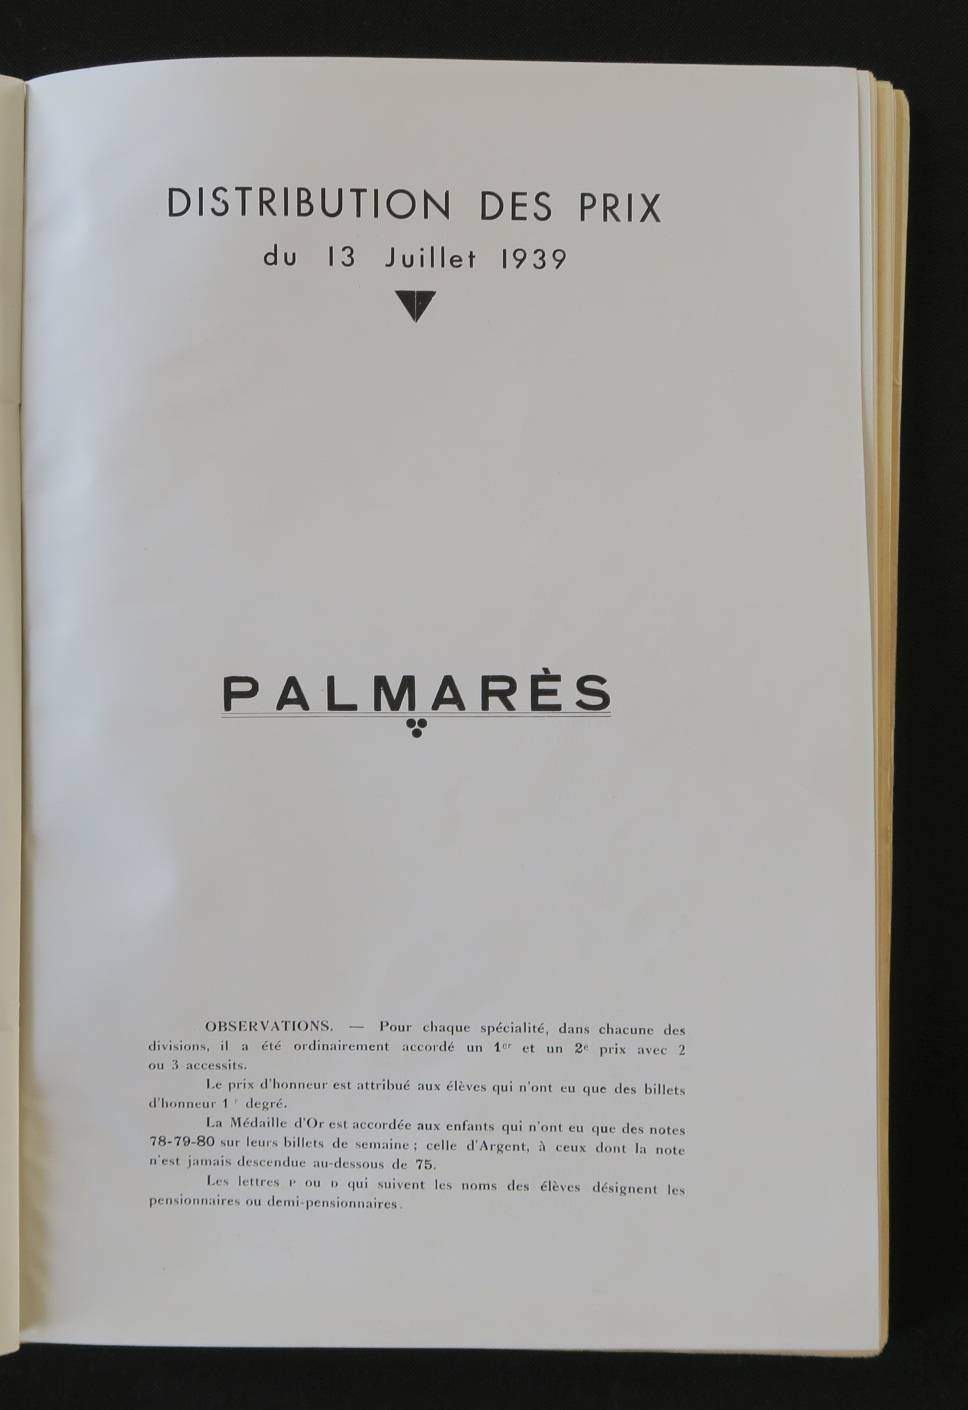 DISTRIBUTION DES PRIX
du 13 Juillet 1939
PALMARÈS
OBSERVATIONS. — Pour chaque spécialité, dans chacune des
divisions, il a été ordinairement accordé un 1er et un 2e prix avec 2
ou 3 accessits.
Le prix d'honneur est attribué aux élèves qui n'ont eu que des billets
d'honneur 1r degré.
La Médaille d'Or est accordée aux enfants qui n'ont eu que des notes
78-79-80 sur leurs billets de semaine ; celle d'Argent, à ceux dont la note
n'est jamais descendue au-dessous de 75.
Les lettres P ou D qui suivent les noms des élèves désignent les
pensionnaires ou demi-pensionnaires.